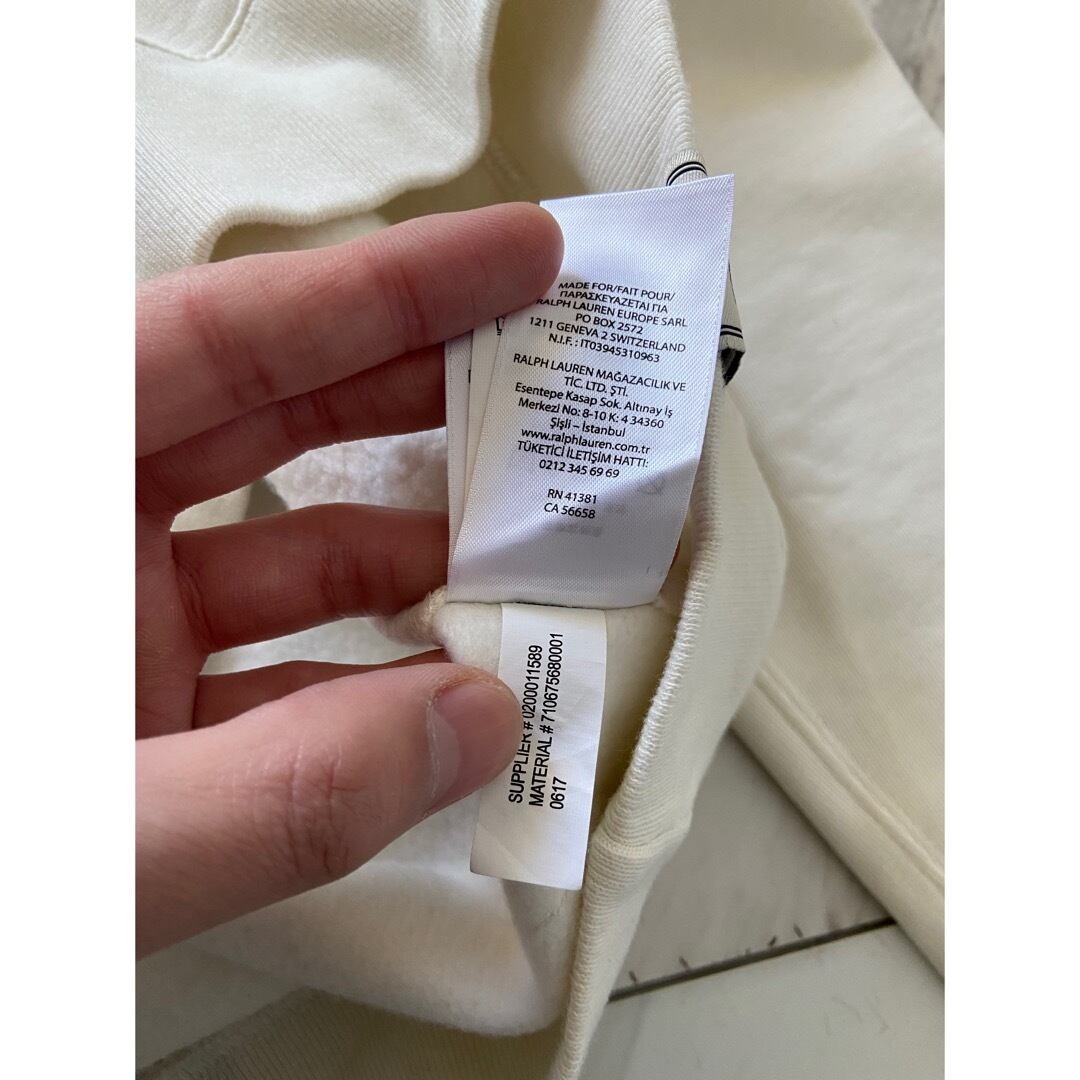 MADE FOR/FAIT POUR/
ΠΑΡΑΣΚΕΥΑΖΕΤΑΙ ΓΙΑ
RALPH LAUREN EUROPE SARL
PO BOX 2572
1211 GENEVA 2 SWITZERLAND
N.I.F. : IT03945310963
RALPH LAUREN MAĞAZACILIK VE
TİC. LTD. ŞTİ.
Esentepe Kasap Sok. Altınay İş
Merkezi No: 8-10 K: 4 34360
Şişli – İstanbul
www.ralphlauren.com.tr
TÜKETİCİ İLETİŞİM HATTI:
0212 345 69 69
RN 41381
CA 56658
SUPPLIER # 0200011589
MATERIAL # 710675680001
0617